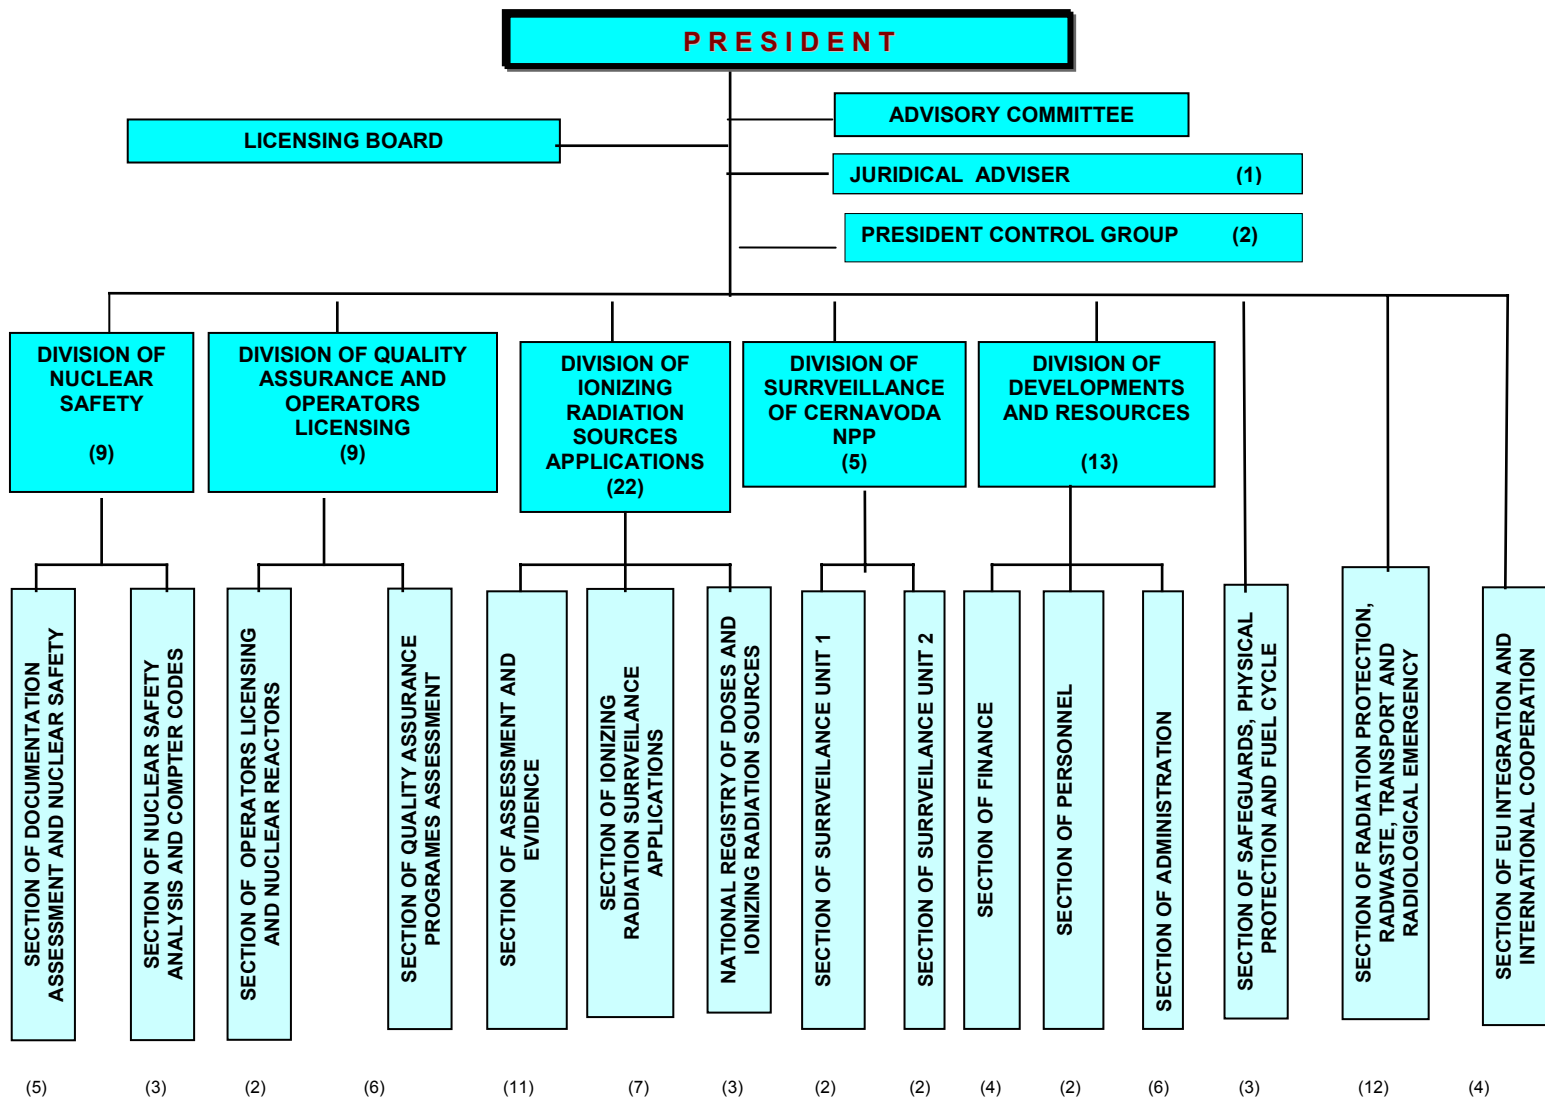 PRESIDENT
ADVISORY COMMITTEE
LICENSING BOARD
JURIDICAL ADVISER (1)
PRESIDENT CONTROL GROUP (2)
DIVISION OF
NUCLEAR
SAFETY
(9)
DIVISION OF QUALITY
ASSURANCE AND
OPERATORS
LICENSING
(9)
DIVISION OF
IONIZING
RADIATION
SOURCES
APPLICATIONS
(22)
DIVISION OF
SURRVEILLANCE
OF CERNAVODA
NPP
(5)
DIVISION OF
DEVELOPMENTS
AND RESOURCES
(13)
SECTION OF DOCUMENTATION
ASSESSMENT AND NUCLEAR SAFETY
SECTION OF NUCLEAR SAFETY
ANALYSIS AND COMPTER CODES
SECTION OF OPERATORS LICENSING
AND NUCLEAR REACTORS
SECTION OF QUALITY ASSURANCE
PROGRAMES ASSESSMENT
SECTION OF ASSESSMENT AND
EVIDENCE
SECTION OF IONIZING
RADIATION SURVEILANCE
APPLICATIONS
NATIONAL REGISTRY OF DOSES AND
IONIZING RADIATION SOURCES
SECTION OF SURRVEILANCE UNIT 1
SECTION OF SURRVEILANCE UNIT 2
SECTION OF FINANCE
SECTION OF PERSONNEL
SECTION OF ADMINISTRATION
SECTION OF SAFEGUARDS, PHYSICAL
PROTECTION AND FUEL CYCLE
SECTION OF RADIATION PROTECTION,
RADWASTE, TRANSPORT AND
RADIOLOGICAL EMERGENCY
SECTION OF EU INTEGRATION AND
INTERNATIONAL COOPERATION
(5) (3) (2) (6) (11) (7) (3) (2) (2) (4) (2) (6) (3) (12) (4)